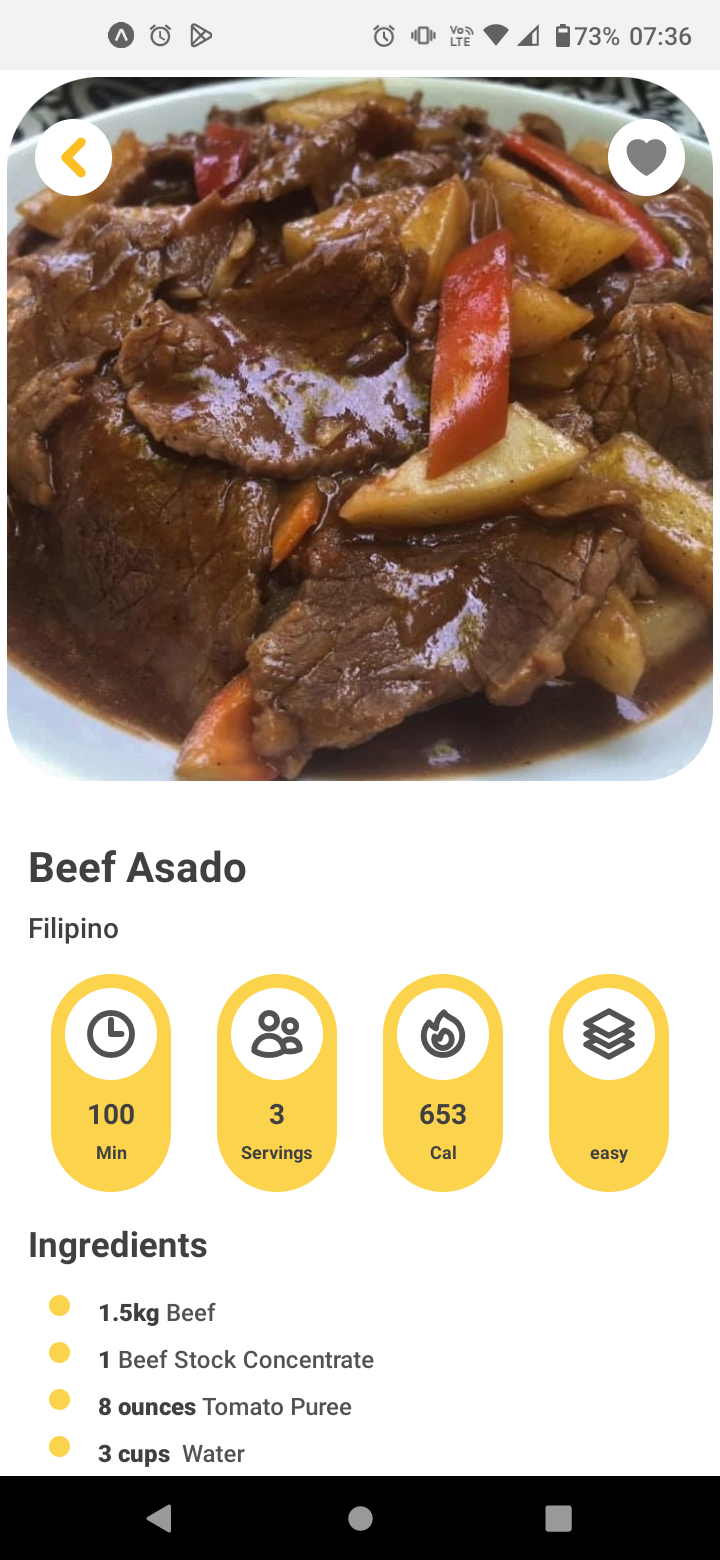 Vo LTE 73% 07:36
Beef Asado
Filipino
100 3 653
Min Servings Cal easy
Ingredients
1.5kg Beef
1 Beef Stock Concentrate
8 ounces Tomato Puree
3 cups Water